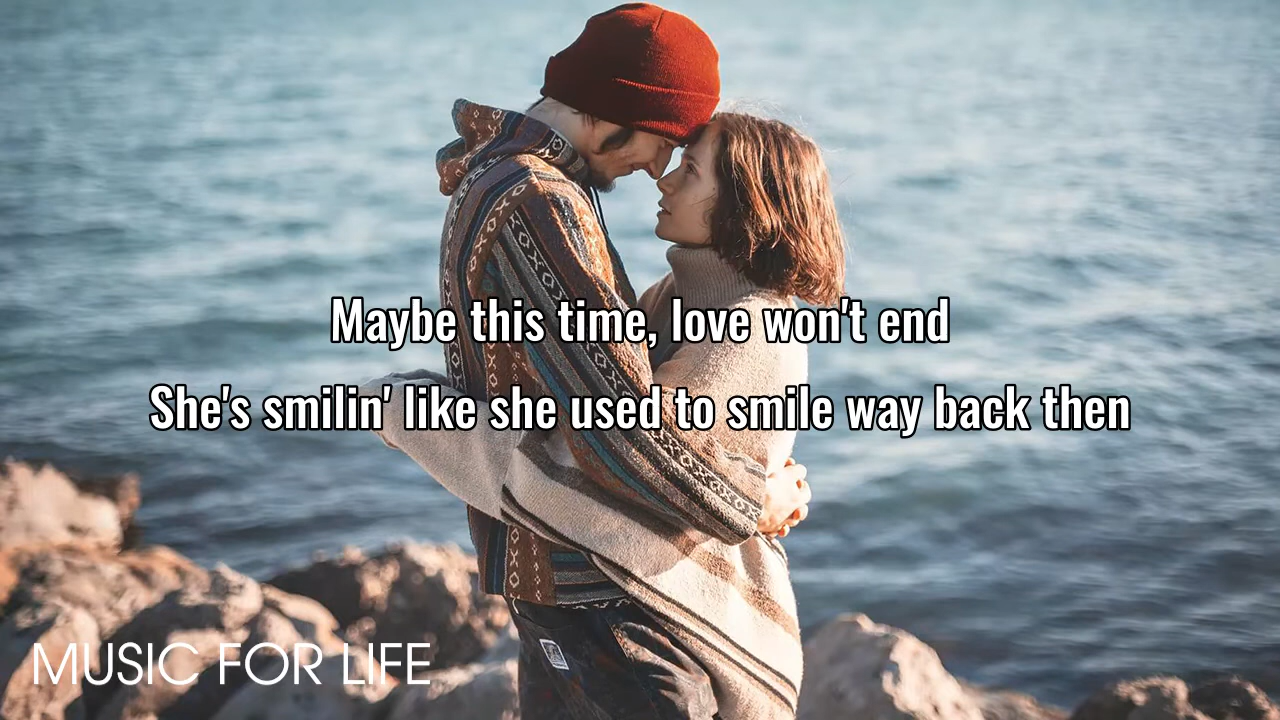 Maybe this time, love won't end
She's smilin' like she used to smile way back then
MUSIC FOR LIFE